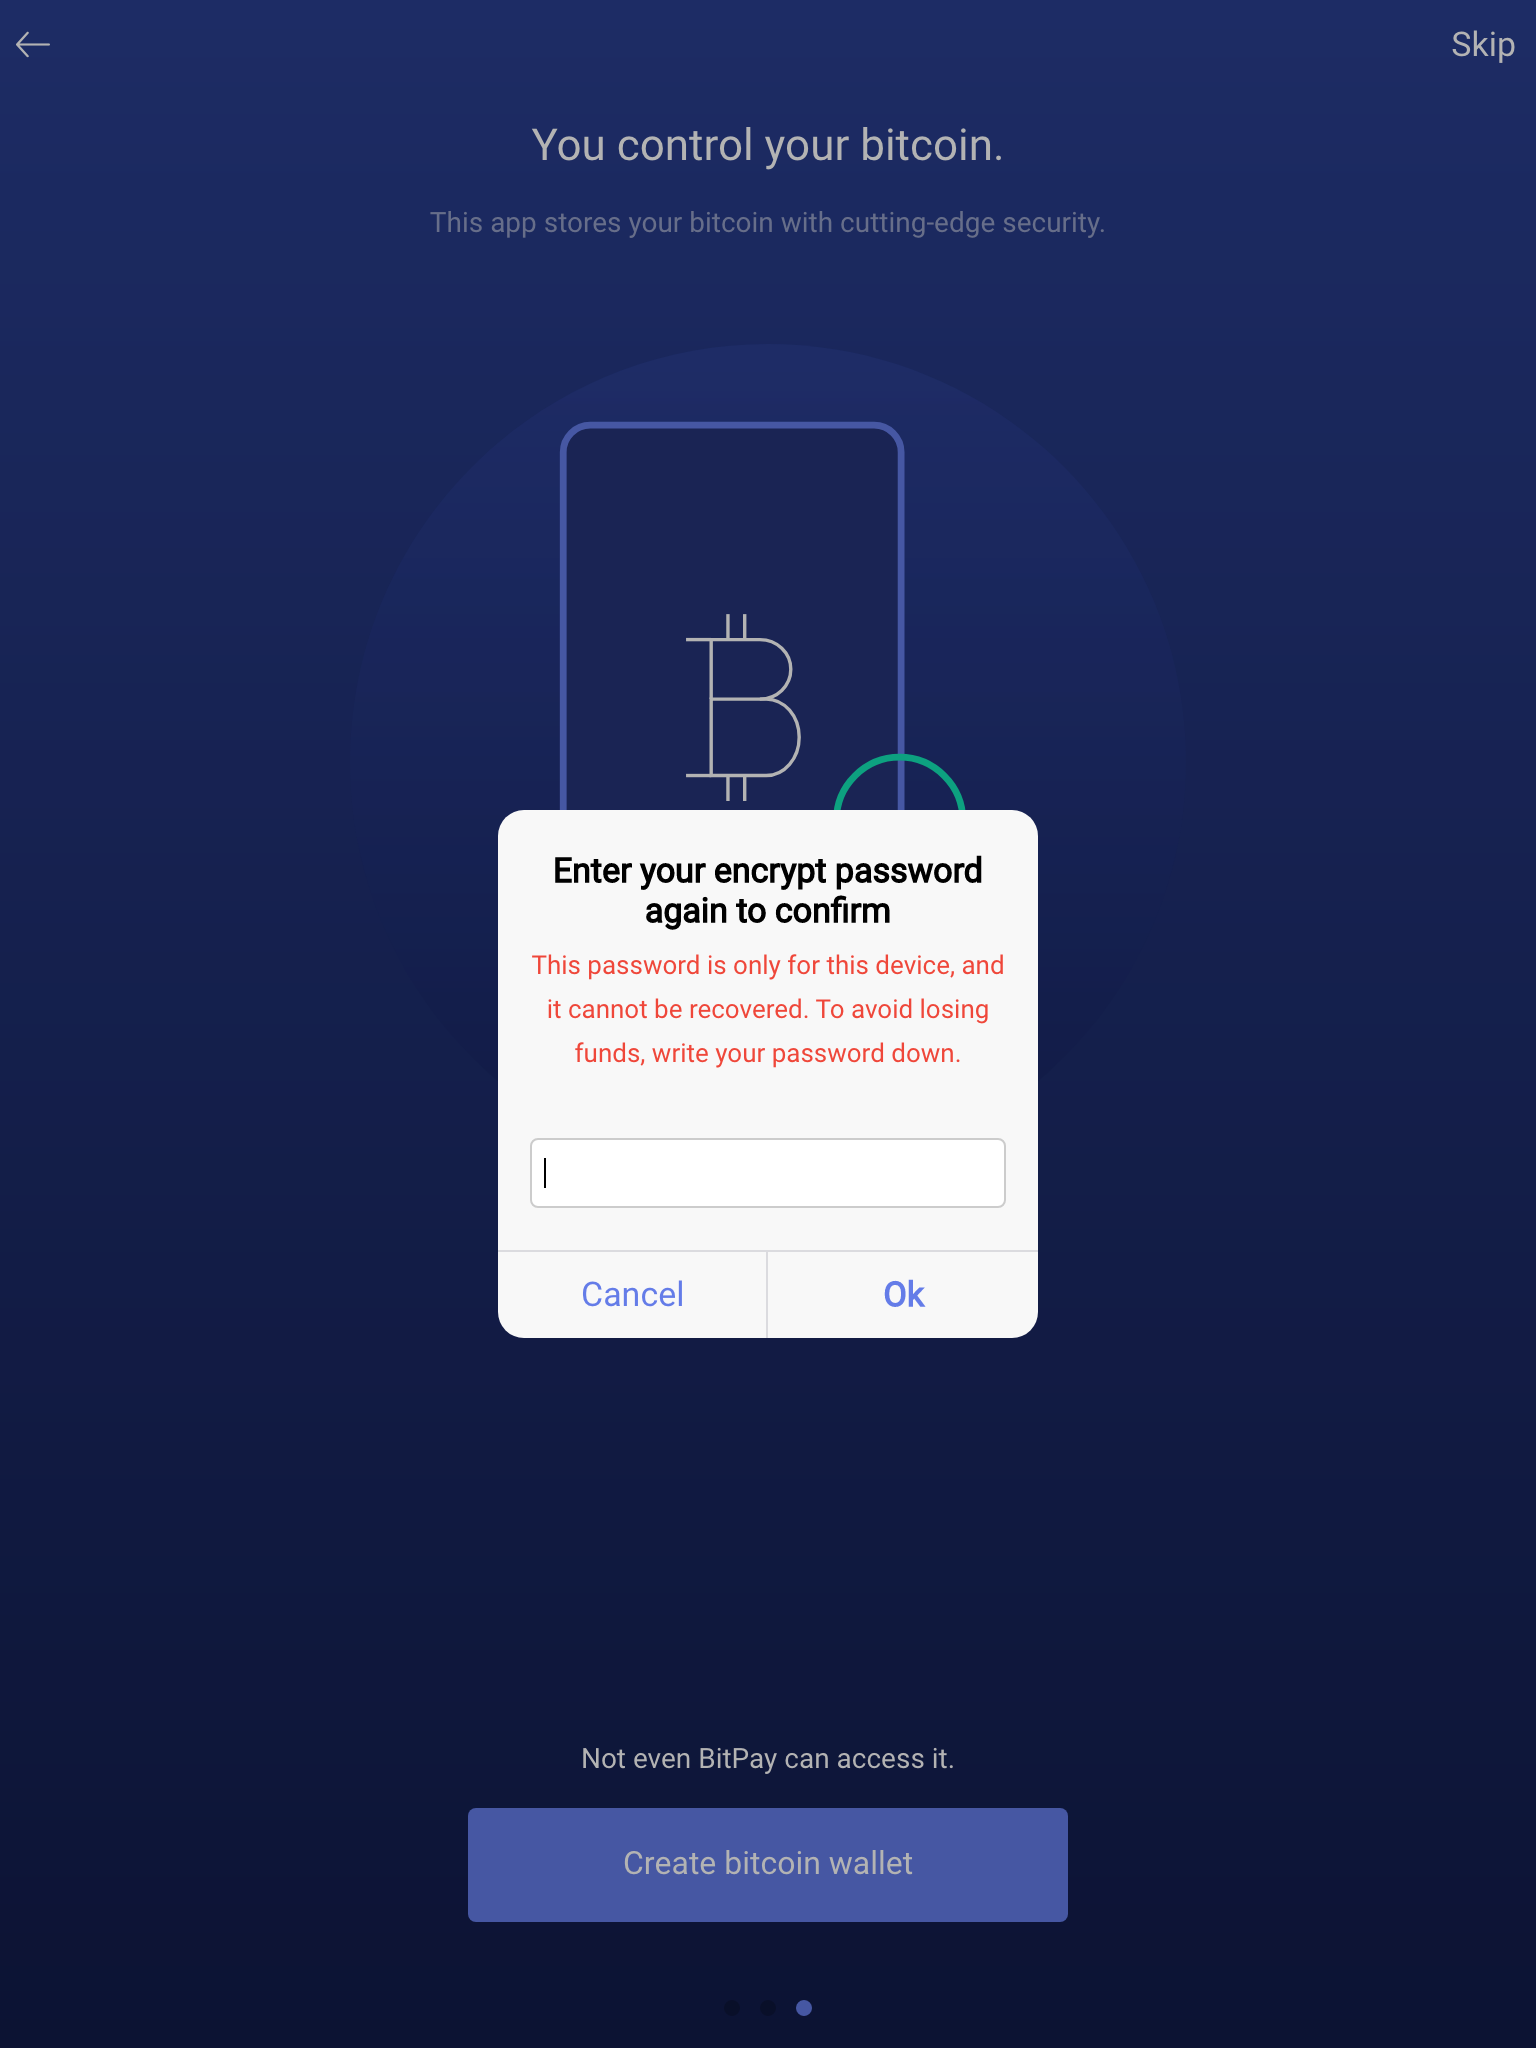 Skip
You control your bitcoin.
This app stores your bitcoin with cutting-edge security.
Enter your encrypt password
again to confirm
This password is only for this device, and
it cannot be recovered. To avoid losing
funds, write your password down.
Cancel
Ok
Not even BitPay can access it.
Create bitcoin wallet